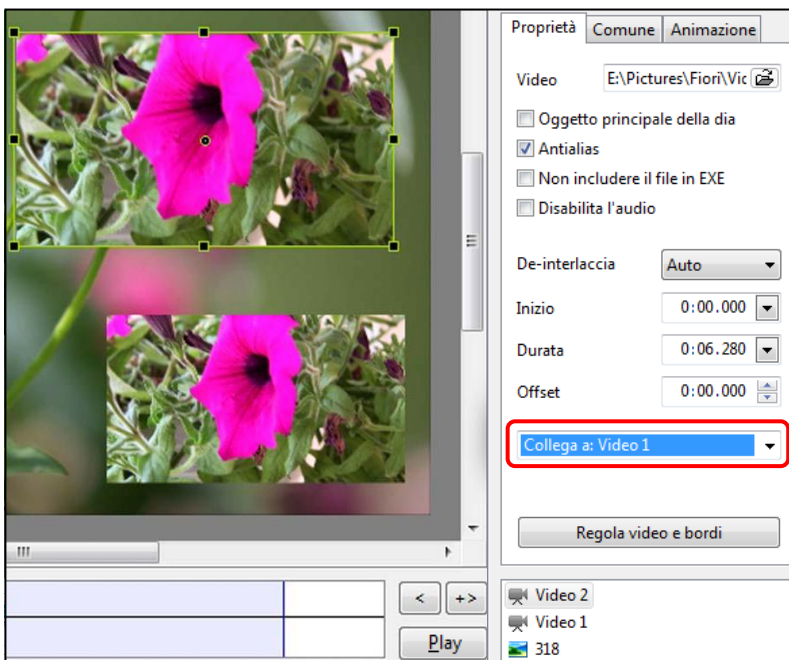 Proprietà Comune Animazione
Video E:\Pictures\Fiori\Vic
Oggetto principale della dia
Antialias
Non includere il file in EXE
Disabilita l'audio
De-interlaccia Auto
Inizio 0:00.000
Durata 0:06.280
Offset 0:00.000
Collega a: Video 1
Regola video e bordi
< +>
Play
Video 2
Video 1
318